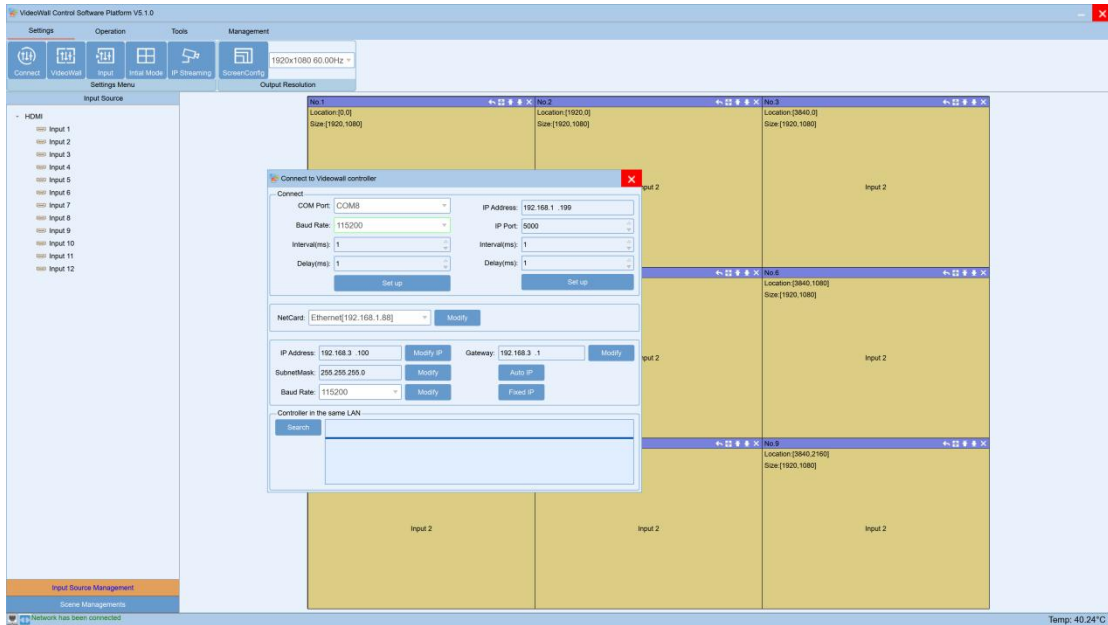 VideoWall Control Software Platform V5.1.0
Settings Operation Tools Management
Connect VideoWall Input Intial Mode IP Streaming ScreenConfig 1920x1080 60.00Hz
Settings Menu Output Resolution
Input Source
HDMI
Input 1
Input 2
Input 3
Input 4
Input 5
Input 6
Input 7
Input 8
Input 9
Input 10
Input 11
Input 12
Input Source Management
Scene Managements
Network has been connected
Temp: 40.24°C
No.1
Location:[0,0]
Size:[1920,1080]
No.2
Location:[1920,0]
Size:[1920,1080]
No.3
Location:[3840,0]
Size:[1920,1080]
Input 2
No.6
Location:[3840,1080]
Size:[1920,1080]
put 2
Input 2
No.9
Location:[3840,2160]
Size:[1920,1080]
Input 2
Input 2
Input 2
Connect to Videowall controller
Connect
COM Port: COM8
Baud Rate: 115200
Interval(ms): 1
Delay(ms): 1
Set up
IP Address: 192.168.1 .199
IP Port: 5000
Interval(ms): 1
Delay(ms): 1
Set up
NetCard: Ethernet[192.168.1.88] Modify
IP Address: 192.168.3 .100 Modify IP Gateway: 192.168.3 .1 Modify
SubnetMask: 255.255.255.0 Modify Auto IP
Baud Rate: 115200 Modify Fixed IP
Controller in the same LAN
Search